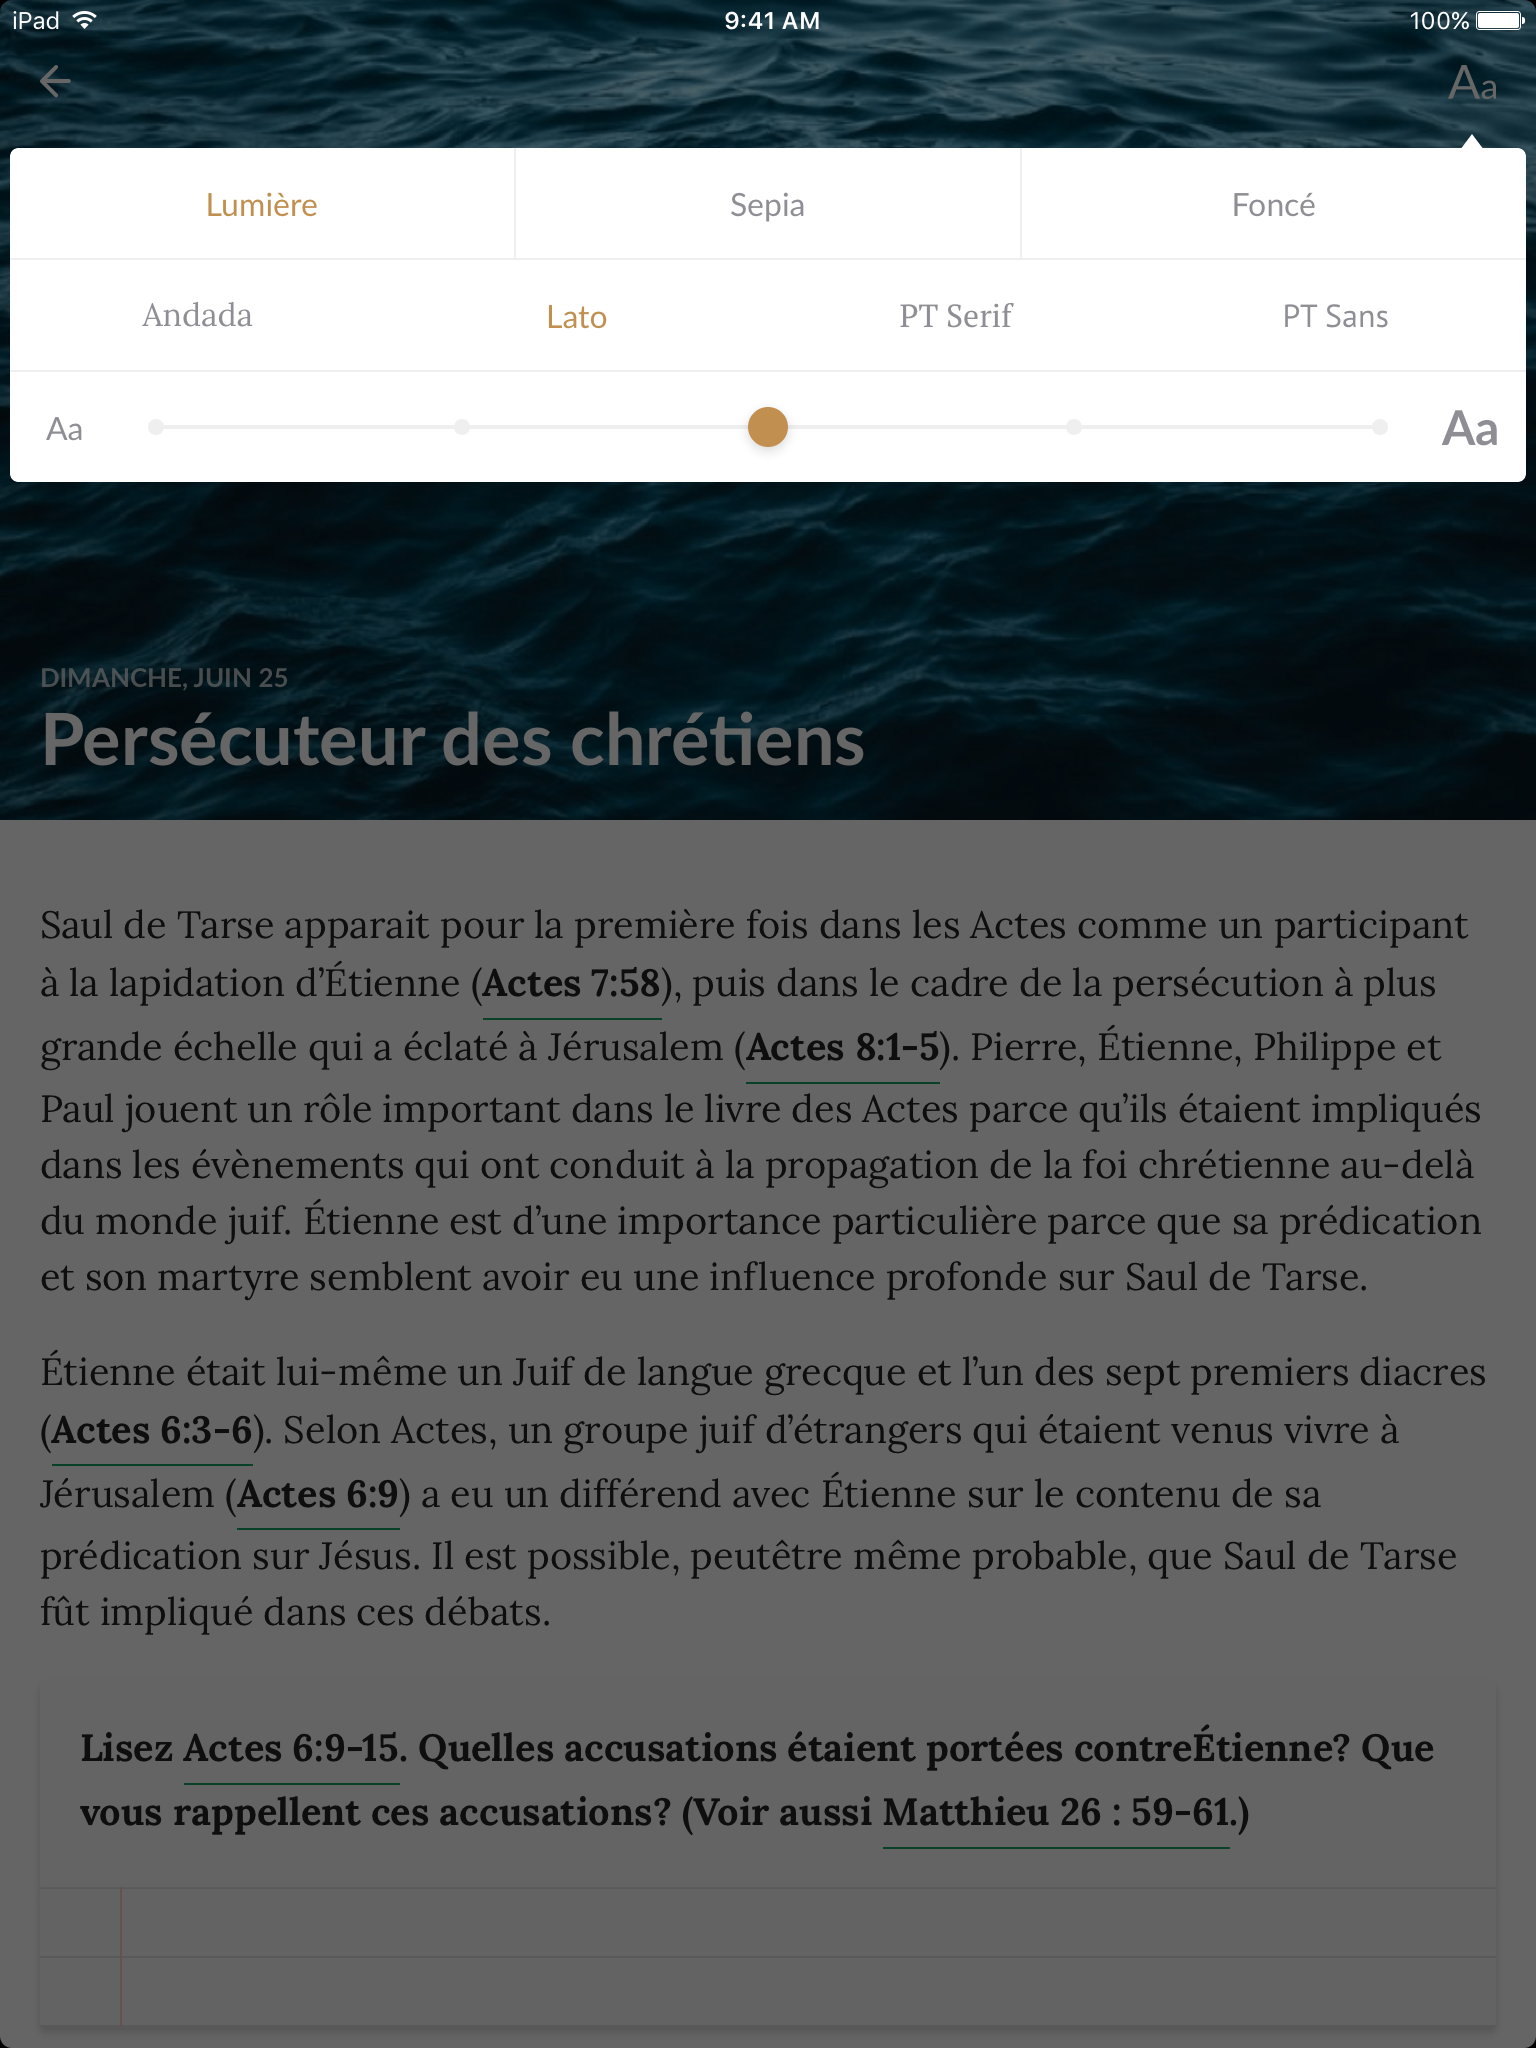 iPad 9:41 AM 100%
Aa
Lumière Sepia Foncé
Andada Lato PT Serif PT Sans
Aa Aa
DIMANCHE, JUIN 25
Persécuteur des chrétiens
Saul de Tarse apparait pour la première fois dans les Actes comme un participant
à la lapidation d’Étienne (Actes 7:58), puis dans le cadre de la persécution à plus
grande échelle qui a éclaté à Jérusalem (Actes 8:1-5). Pierre, Étienne, Philippe et
Paul jouent un rôle important dans le livre des Actes parce qu’ils étaient impliqués
dans les évènements qui ont conduit à la propagation de la foi chrétienne au-delà
du monde juif. Étienne est d’une importance particulière parce que sa prédication
et son martyre semblent avoir eu une influence profonde sur Saul de Tarse.
Étienne était lui-même un Juif de langue grecque et l’un des sept premiers diacres
(Actes 6:3-6). Selon Actes, un groupe juif d’étrangers qui étaient venus vivre à
Jérusalem (Actes 6:9) a eu un différend avec Étienne sur le contenu de sa
prédication sur Jésus. Il est possible, peutêtre même probable, que Saul de Tarse
fût impliqué dans ces débats.
Lisez Actes 6:9-15. Quelles accusations étaient portées contreÉtienne? Que
vous rappellent ces accusations? (Voir aussi Matthieu 26 : 59-61.)